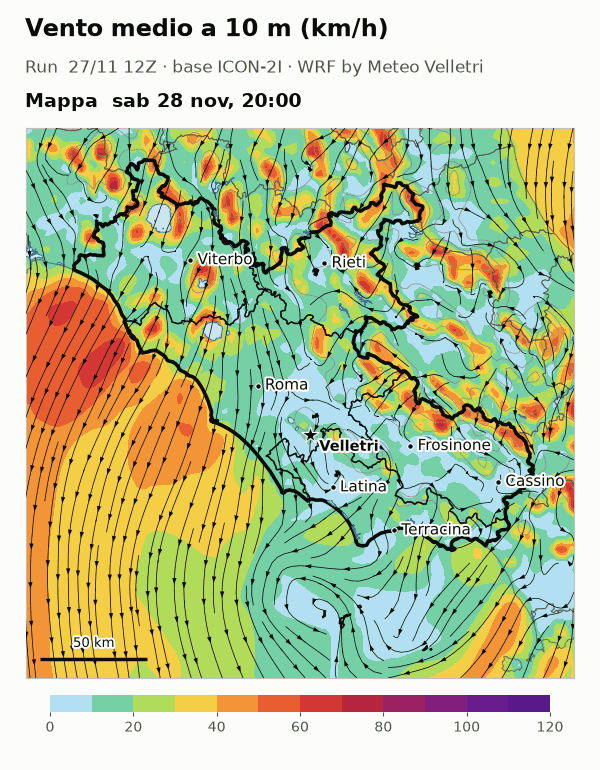 Vento medio a 10 m (km/h)
Run 27/11 12Z · base ICON-2I · WRF by Meteo Velletri
Mappa sab 28 nov, 20:00
Viterbo
Rieti
Roma
Velletri
Frosinone
Latina
Cassino
Terracina
50 km
0 20 40 60 80 100 120